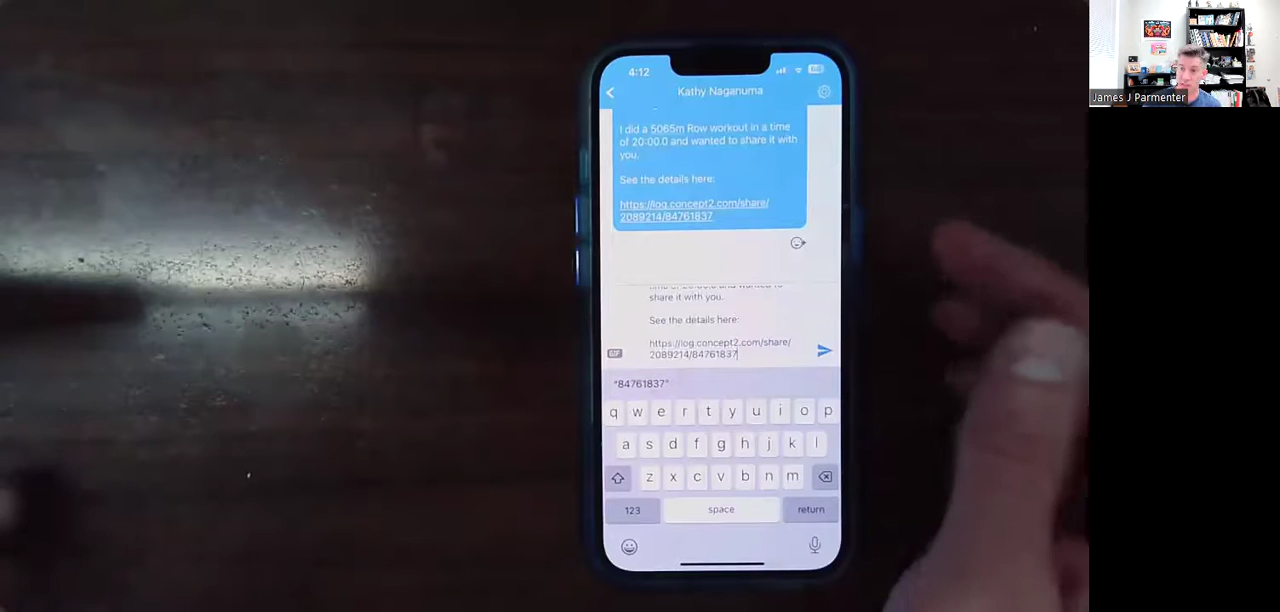 4:12
68
Kathy Naganuma
I did a 5065m Row workout in a time
of 20:00.0 and wanted to share it with
you.
See the details here:
https://log.concept2.com/share/
2089214/84761837
share it with you.
See the details here:
https://log.concept2.com/share/
2089214/84761837
GIF
"84761837"
q w e r t y u i o p
a s d f g h j k l
z x c v b n m
123 space return
James J Parmenter